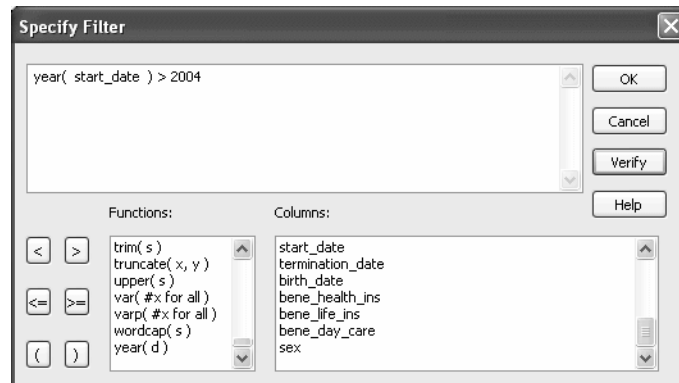 Specify Filter
year( start_date ) > 2004
OK
Cancel
Verify
Help
Functions:
Columns:
< >
<= >=
( )
trim( s )
truncate( x, y )
upper( s )
var( #x for all )
varp( #x for all )
wordcap( s )
year( d )
start_date
termination_date
birth_date
bene_health_ins
bene_life_ins
bene_day_care
sex